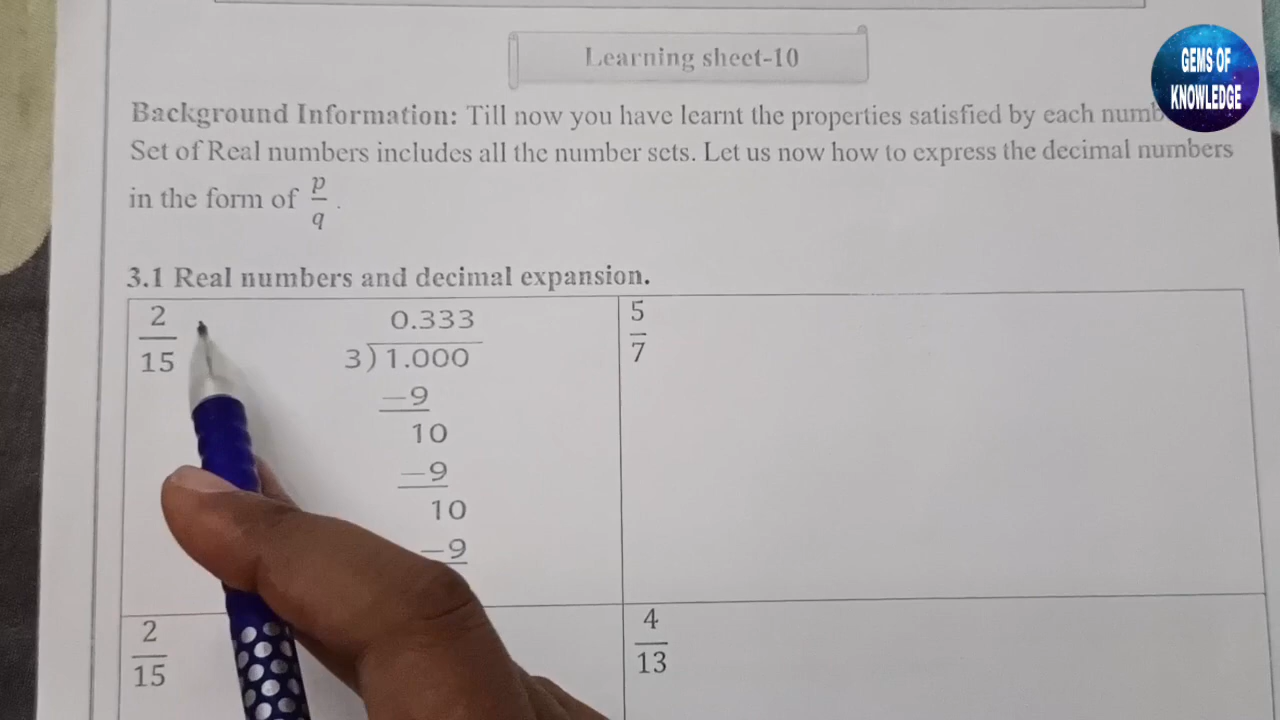 Learning sheet-10
GEMS OF
KNOWLEDGE
Background Information: Till now you have learnt the properties satisfied by each
Set of Real numbers includes all the number sets. Let us now how to express the decimal numbers
in the form of p/q .
3.1 Real numbers and decimal expansion.
2/15
0.333
3)1.000
−9
10
−9
10
−9
5/7
2/15
4/13